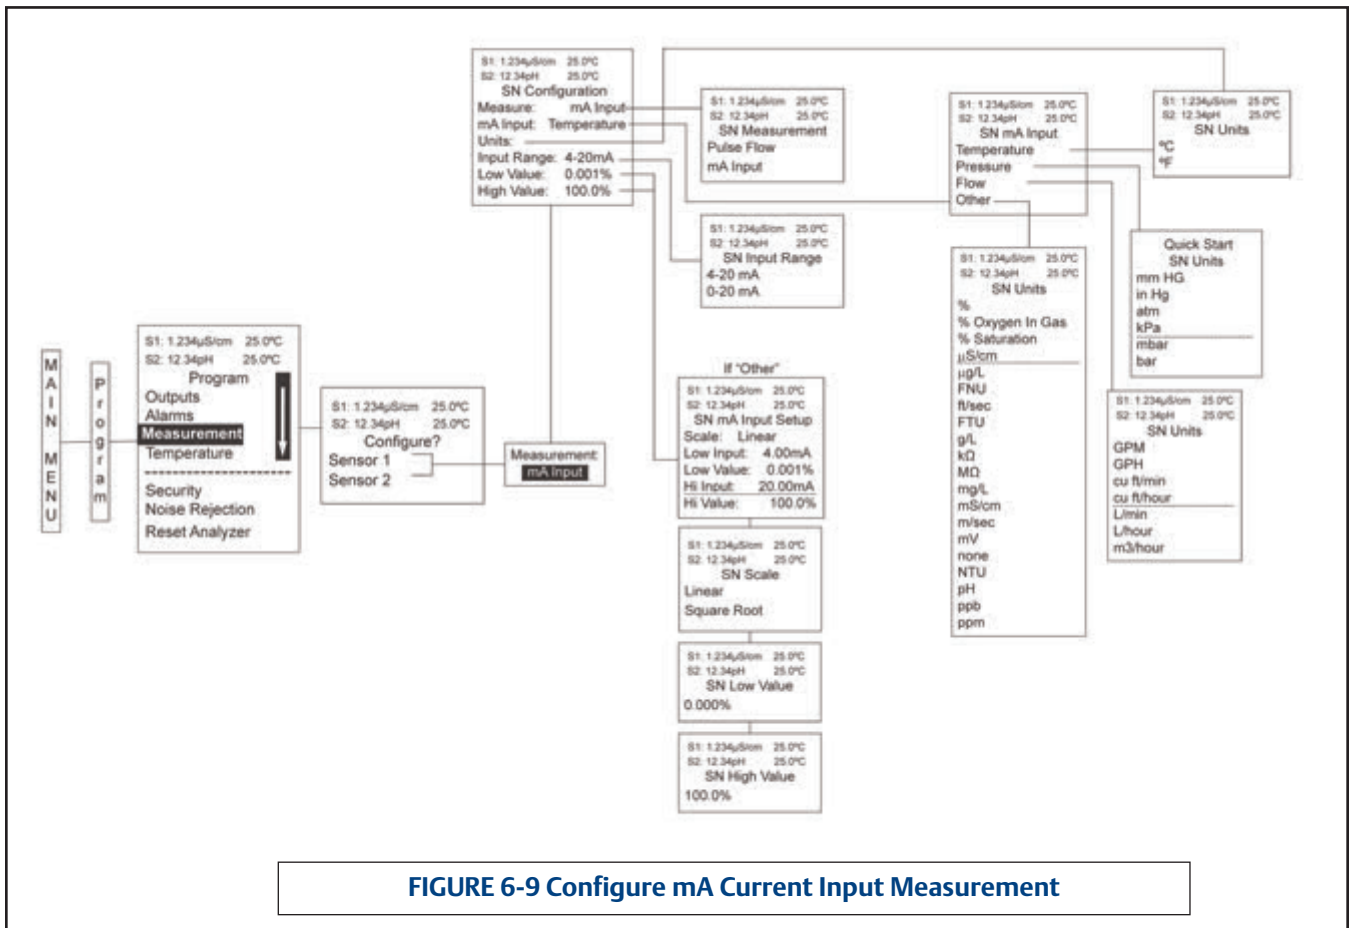 MAIN MENU
Program
S1: 1.234µS/cm 25.0ºC
S2: 12.34pH 25.0ºC
Program
Outputs
Alarms
Measurement
Temperature
Security
Noise Rejection
Reset Analyzer
S1: 1.234µS/cm 25.0ºC
S2: 12.34pH 25.0ºC
Configure?
Sensor 1
Sensor 2
Measurement:
mA Input
S1: 1.234µS/cm 25.0ºC
S2: 12.34pH 25.0ºC
SN Configuration
Measure: mA Input
mA Input: Temperature
Units:
Input Range: 4-20mA
Low Value: 0.001%
High Value: 100.0%
S1: 1.234µS/cm 25.0ºC
S2: 12.34pH 25.0ºC
SN Measurement
Pulse Flow
mA Input
S1: 1.234µS/cm 25.0ºC
S2: 12.34pH 25.0ºC
SN Input Range
4-20 mA
0-20 mA
If "Other"
S1: 1.234µS/cm 25.0ºC
S2: 12.34pH 25.0ºC
SN mA Input Setup
Scale: Linear
Low Input: 4.00mA
Low Value: 0.001%
Hi Input: 20.00mA
Hi Value: 100.0%
S1: 1.234µS/cm 25.0ºC
S2: 12.34pH 25.0ºC
SN Scale
Linear
Square Root
S1: 1.234µS/cm 25.0ºC
S2: 12.34pH 25.0ºC
SN Low Value
0.000%
S1: 1.234µS/cm 25.0ºC
S2: 12.34pH 25.0ºC
SN High Value
100.0%
S1: 1.234µS/cm 25.0ºC
S2: 12.34pH 25.0ºC
SN mA Input
Temperature
Pressure
Flow
Other
S1: 1.234µS/cm 25.0ºC
S2: 12.34pH 25.0ºC
SN Units
%
% Oxygen In Gas
% Saturation
µS/cm
µg/L
FNU
ft/sec
FTU
g/L
kΩ
MΩ
mg/L
mS/cm
m/sec
mV
none
NTU
pH
ppb
ppm
S1: 1.234µS/cm 25.0ºC
S2: 12.34pH 25.0ºC
SN Units
ºC
ºF
Quick Start
SN Units
mm HG
in Hg
atm
kPa
mbar
bar
S1: 1.234µS/cm 25.0ºC
S2: 12.34pH 25.0ºC
SN Units
GPM
GPH
cu ft/min
cu ft/hour
L/min
L/hour
m3/hour
FIGURE 6-9 Configure mA Current Input Measurement